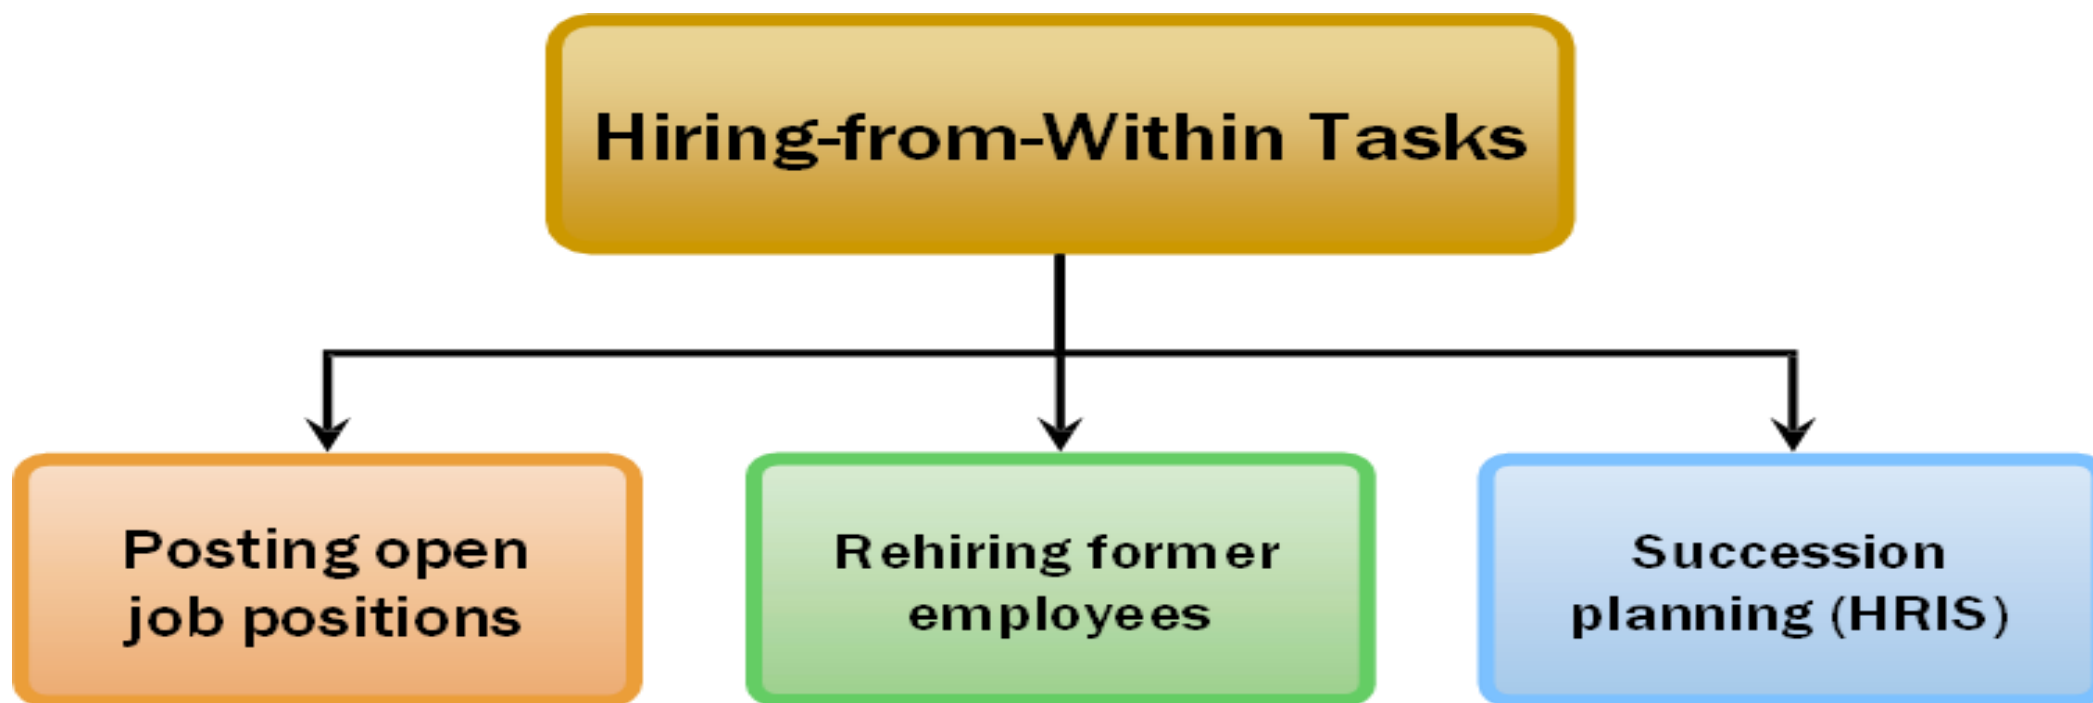 Hiring-from-Within Tasks
Posting open
job positions
Rehiring former
employees
Succession
planning (HRIS)